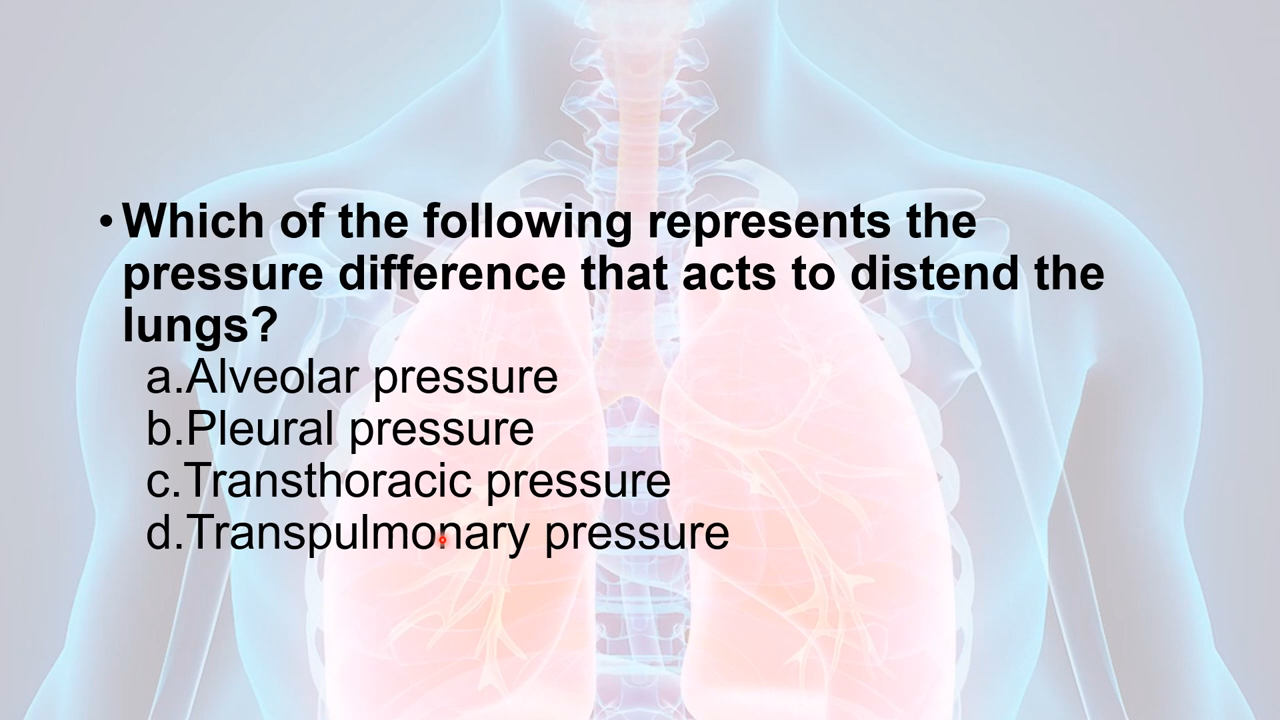 • Which of the following represents the
pressure difference that acts to distend the
lungs?
a.Alveolar pressure
b.Pleural pressure
c.Transthoracic pressure
d.Transpulmonary pressure